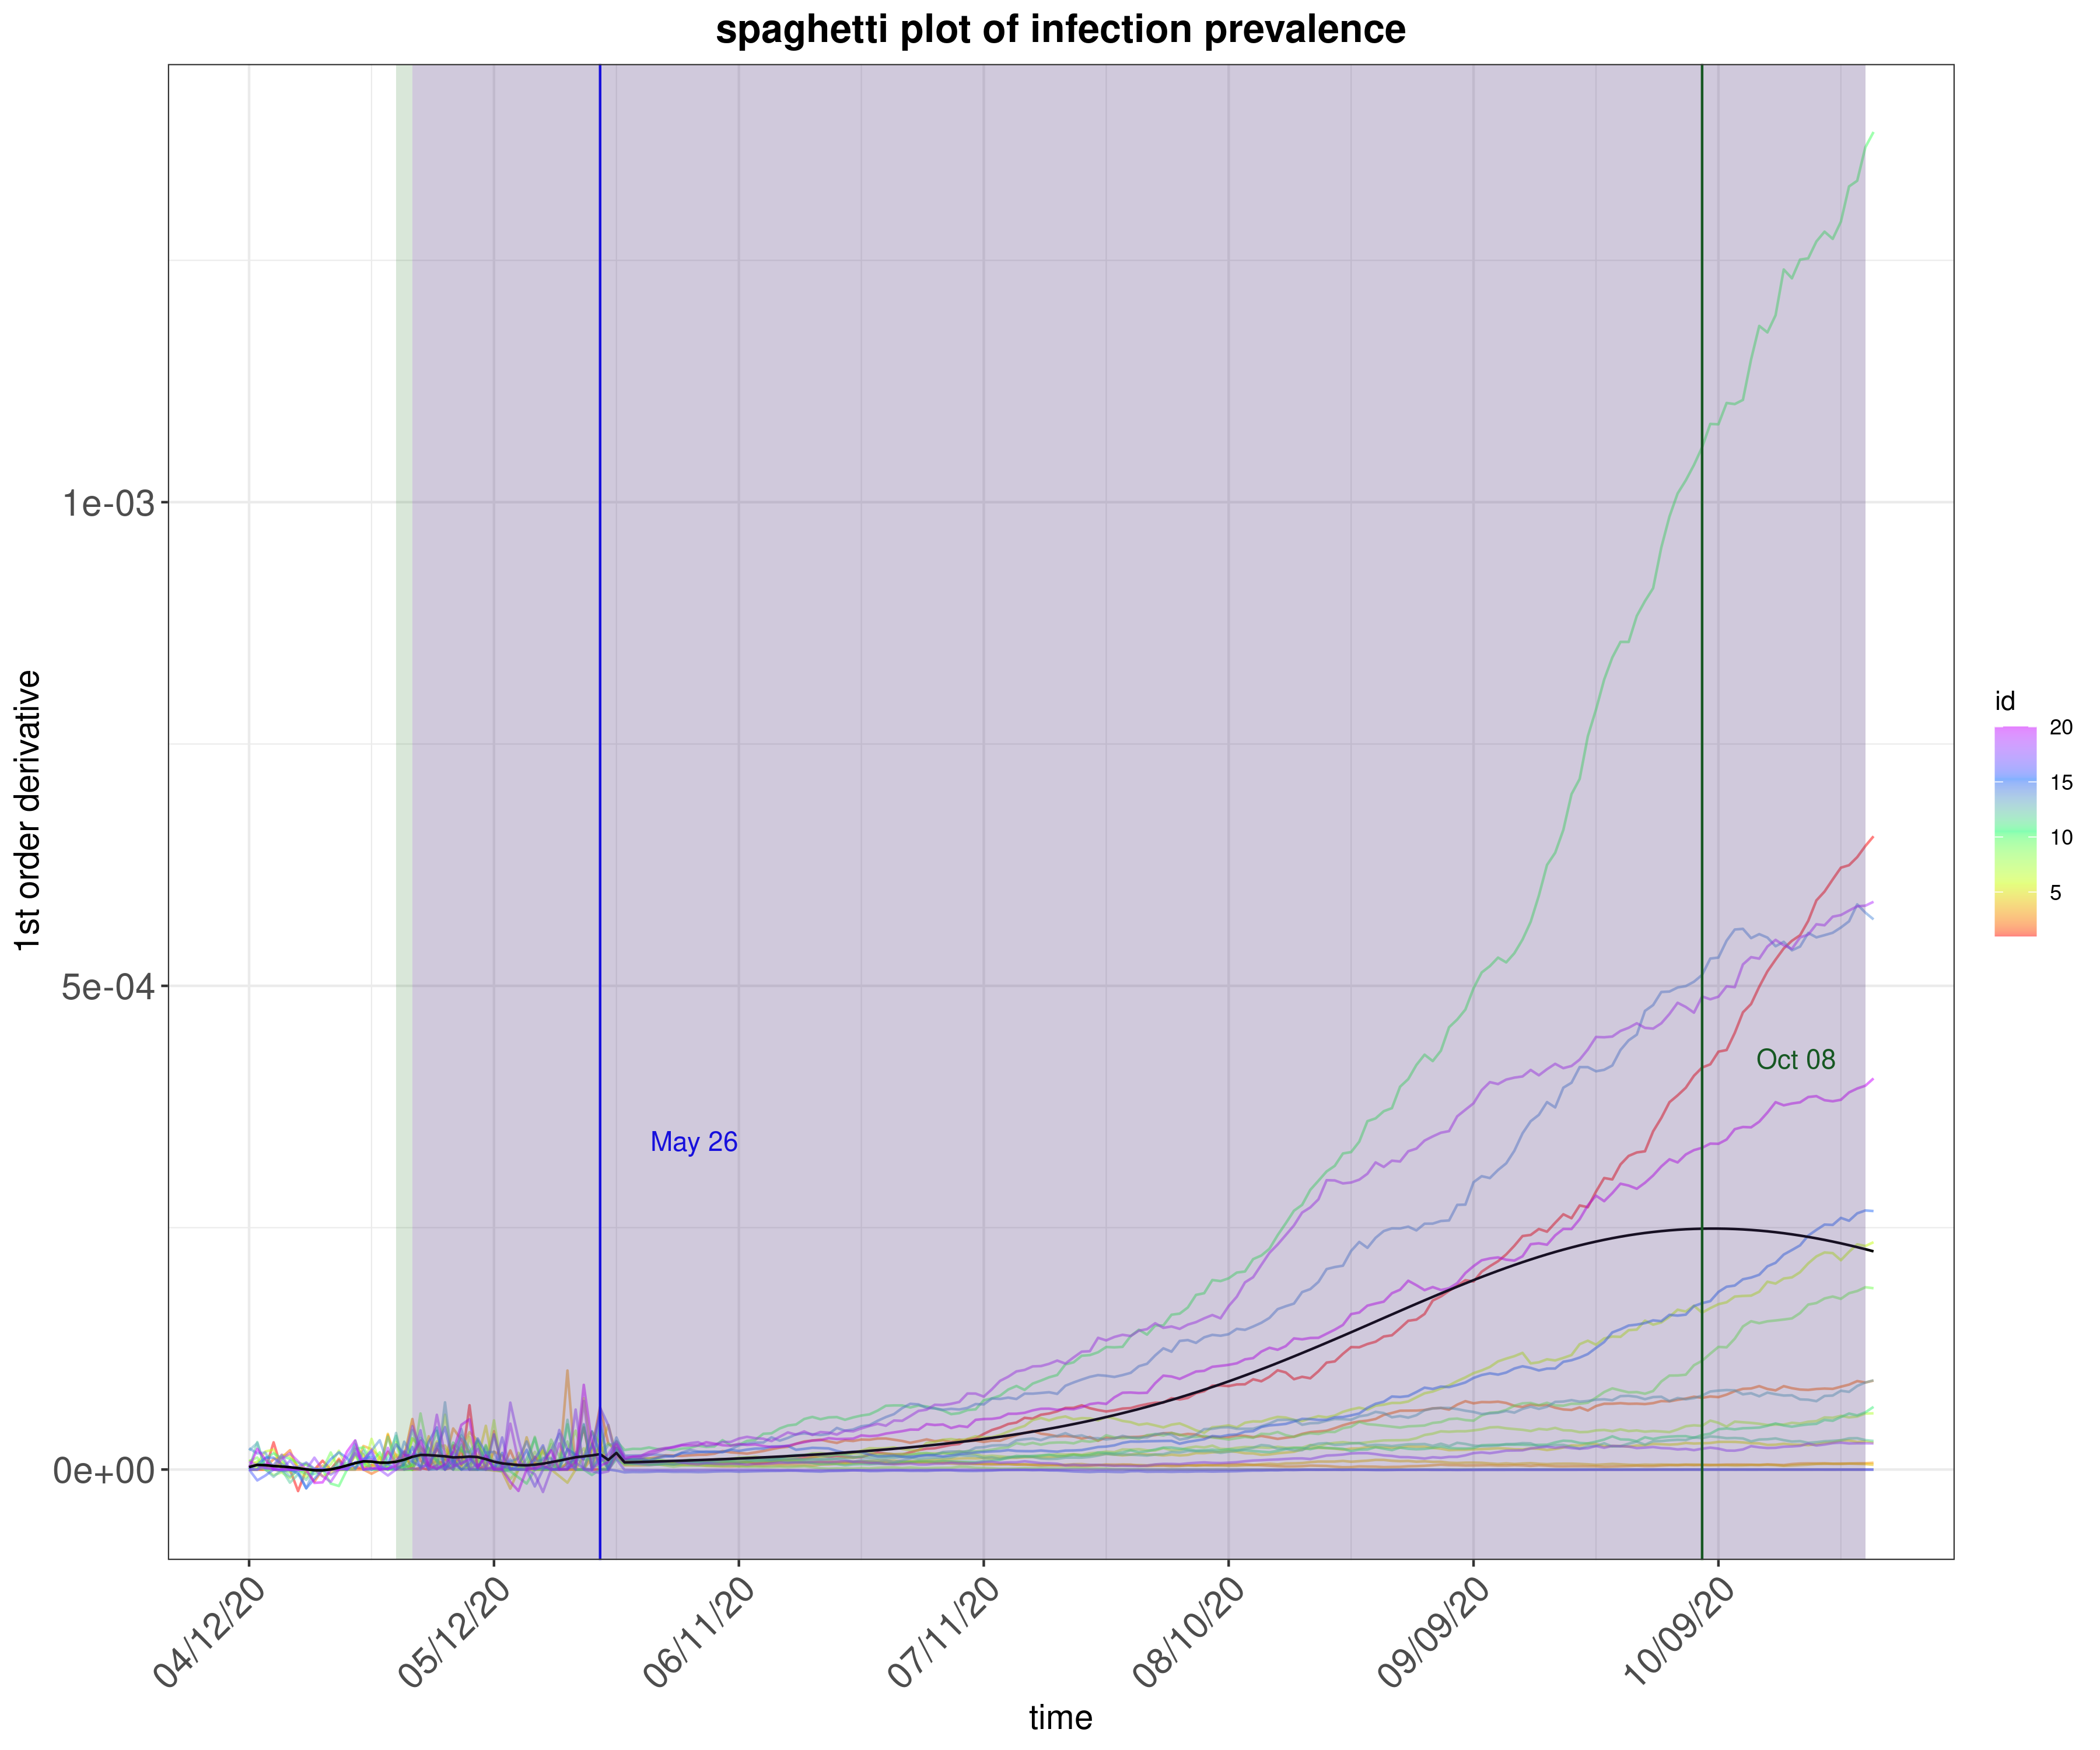 spaghetti plot of infection prevalence
1st order derivative
1e-03
5e-04
0e+00
May 26
Oct 08
id
20
15
10
5
04/12/20
05/12/20
06/11/20
07/11/20
08/10/20
09/09/20
10/09/20
time